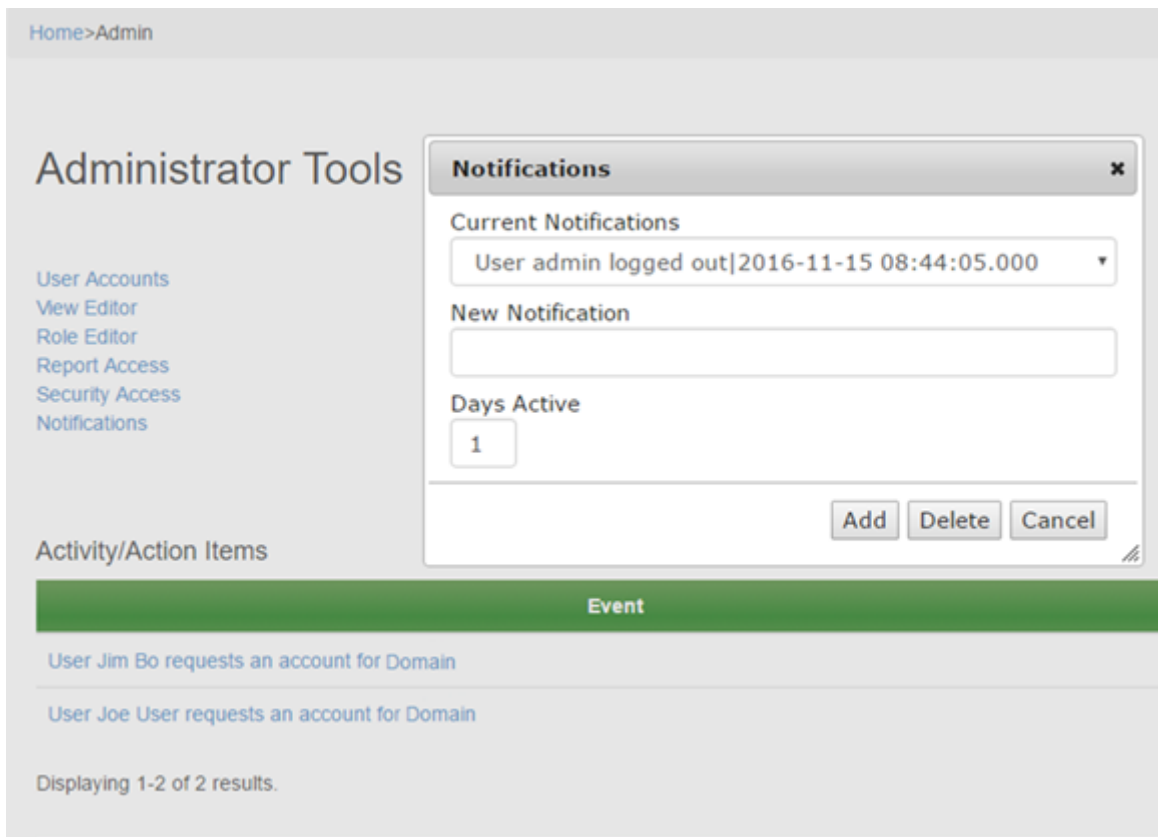 Home>Admin
Administrator Tools
User Accounts
View Editor
Role Editor
Report Access
Security Access
Notifications
Notifications
Current Notifications
User admin logged out|2016-11-15 08:44:05.000
New Notification
Days Active
1
Add Delete Cancel
Activity/Action Items
Event
User Jim Bo requests an account for Domain
User Joe User requests an account for Domain
Displaying 1-2 of 2 results.